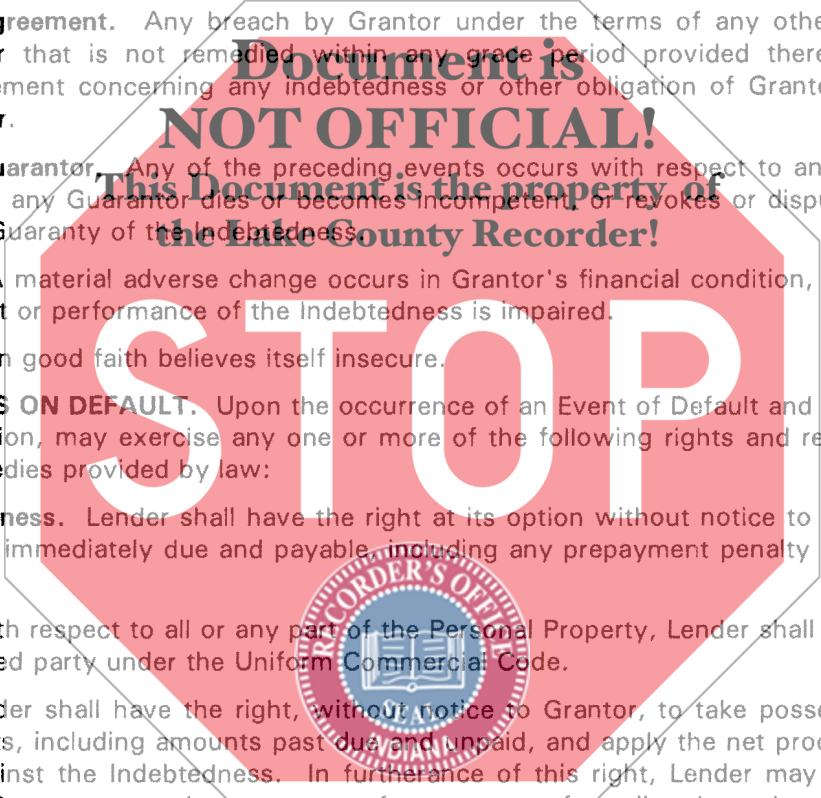 greement. Any breach by Grantor under the terms of any othe
r that is not remedied within any grace period provided there
Document is
ement concerning any indebtedness or other obligation of Granto
r.
NOT OFFICIAL!
uarantor. Any of the preceding events occurs with respect to an
This Document is the property of
any Guarantor dies or becomes incompetent, or revokes or dispu
Guaranty of the Indebtedness.
the Lake County Recorder!
A material adverse change occurs in Grantor's financial condition,
t or performance of the Indebtedness is impaired.
n good faith believes itself insecure.
STOP
S ON DEFAULT. Upon the occurrence of an Event of Default and
ion, may exercise any one or more of the following rights and re
edies provided by law:
ness. Lender shall have the right at its option without notice to
immediately due and payable, including any prepayment penalty
RECORDER'S OFFICE
th respect to all or any part of the Personal Property, Lender shall
ed party under the Uniform Commercial Code.
SEAL
INDIANA
der shall have the right, without notice to Grantor, to take posse
s, including amounts past due and unpaid, and apply the net proc
inst the Indebtedness. In furtherance of this right, Lender may